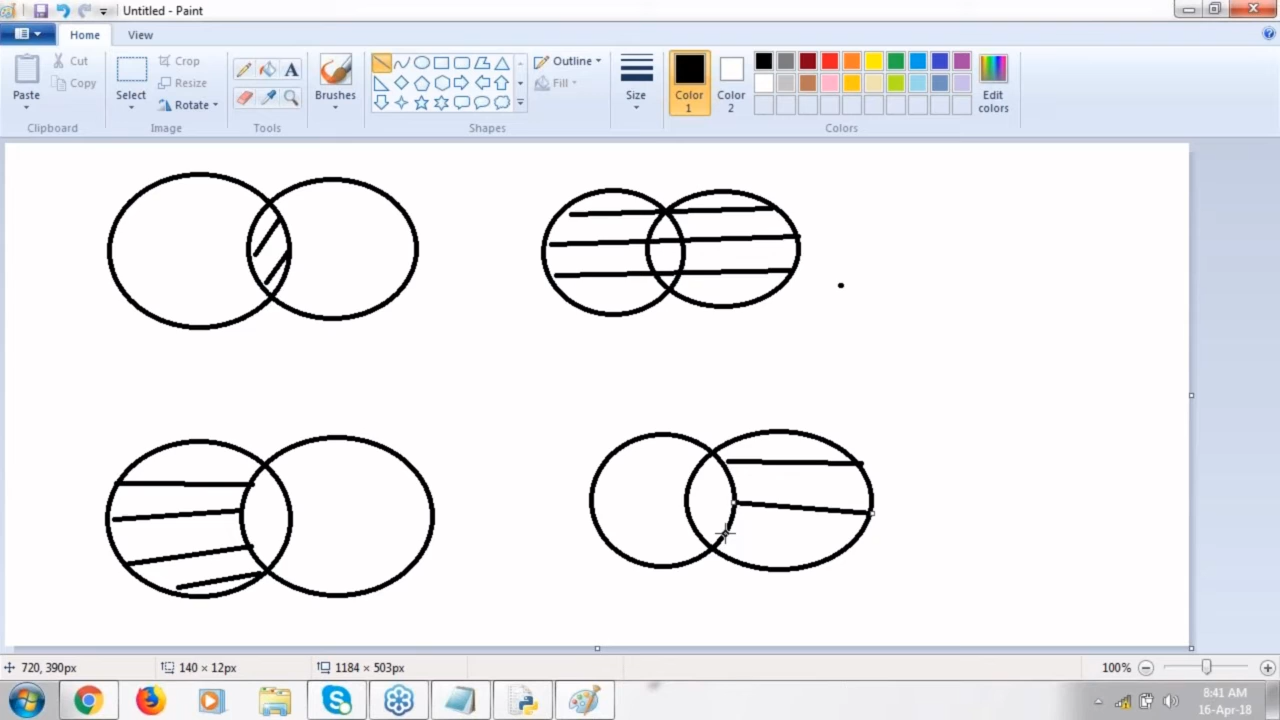 Untitled - Paint
Home View
Paste
Cut
Copy
Clipboard
Select
Crop
Resize
Rotate
Image
A
Tools
Brushes
Outline
Fill
Shapes
Size
Color 1
Color 2
Edit colors
Colors
720, 390px 140 × 12px 1184 × 503px 100%
8:41 AM
16-Apr-18